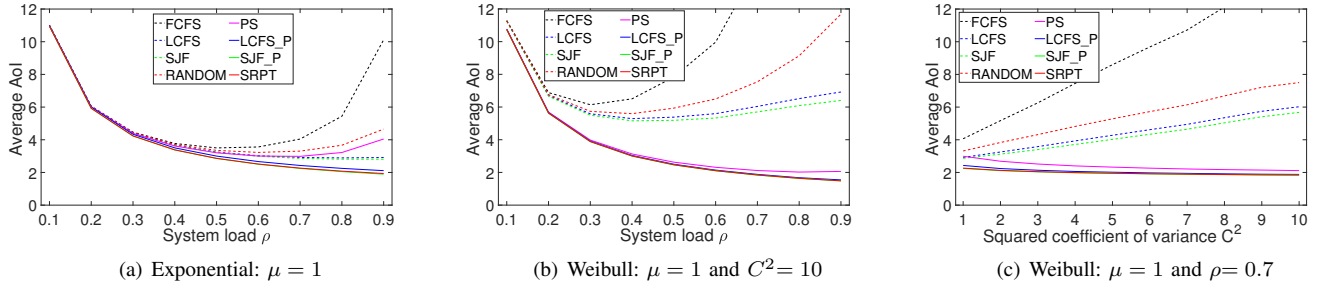 12
10
8
6
4
2
0
Average AoI
FCFS
LCFS
SJF
RANDOM
PS
LCFS_P
SJF_P
SRPT
0.1 0.2 0.3 0.4 0.5 0.6 0.7 0.8 0.9
System load ρ
(a) Exponential: μ = 1
12
10
8
6
4
2
0
Average AoI
FCFS
LCFS
SJF
RANDOM
PS
LCFS_P
SJF_P
SRPT
0.1 0.2 0.3 0.4 0.5 0.6 0.7 0.8 0.9
System load ρ
(b) Weibull: μ = 1 and C² = 10
12
10
8
6
4
2
0
Average AoI
FCFS
LCFS
SJF
RANDOM
PS
LCFS_P
SJF_P
SRPT
1 2 3 4 5 6 7 8 9 10
Squared coefficient of variance C²
(c) Weibull: μ = 1 and ρ= 0.7